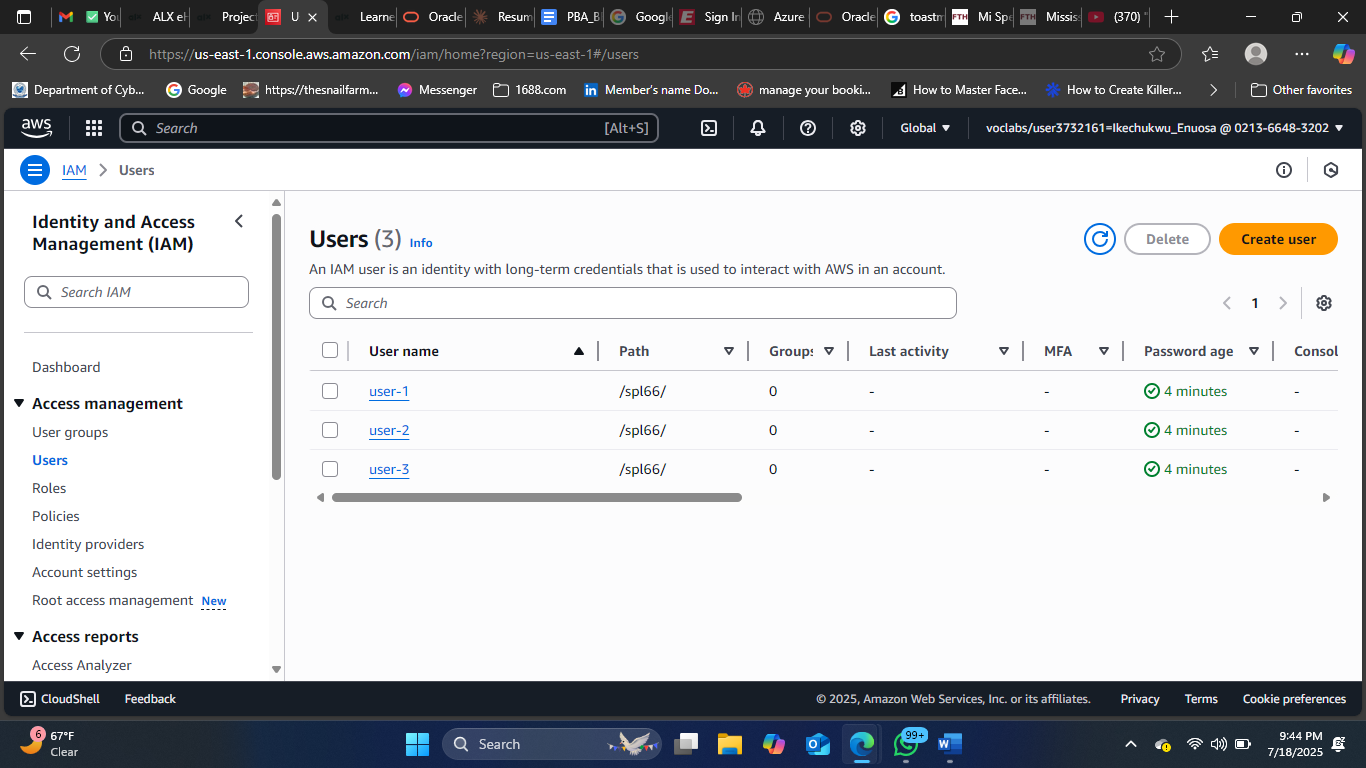 Yo
ALX e
Project
U
Learne
Oracle
Resum
PBA_B
Google
Sign In
Azure
Oracle
toastm
FTH
Mi Sp
FTH
Missis
(370)
https://us-east-1.console.aws.amazon.com/iam/home?region=us-east-1#/users
Department of Cyb...
Google
https://thesnailfarm...
Messenger
1688.com
Member's name Do...
manage your booki...
How to Master Face...
How to Create Killer...
Other favorites
aws
Search
[Alt+S]
Global
voclabs/user3732161=Ikechukwu_Enuosa @ 0213-6648-3202
IAM
Users
Identity and Access
Management (IAM)
Search IAM
Dashboard
Access management
User groups
Users
Roles
Policies
Identity providers
Account settings
Root access management New
Access reports
Access Analyzer
Users (3) Info
Delete
Create user
An IAM user is an identity with long-term credentials that is used to interact with AWS in an account.
Search
1
User name Path Groups Last activity MFA Password age Consol
user-1 /spl66/ 0 - - 4 minutes -
user-2 /spl66/ 0 - - 4 minutes -
user-3 /spl66/ 0 - - 4 minutes -
CloudShell
Feedback
© 2025, Amazon Web Services, Inc. or its affiliates.
Privacy
Terms
Cookie preferences
6
67°F
Clear
Search
99+
9:44 PM
7/18/2025